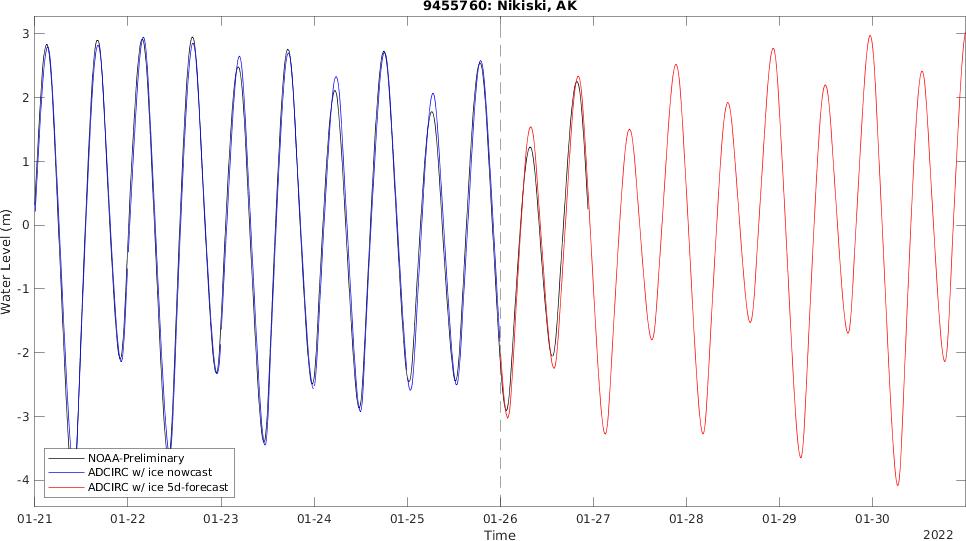 9455760: Nikiski, AK
3
2
1
0
-1
-2
-3
-4
Water Level (m)
NOAA-Preliminary
ADCIRC w/ ice nowcast
ADCIRC w/ ice 5d-forecast
01-21 01-22 01-23 01-24 01-25 01-26 01-27 01-28 01-29 01-30
Time
2022